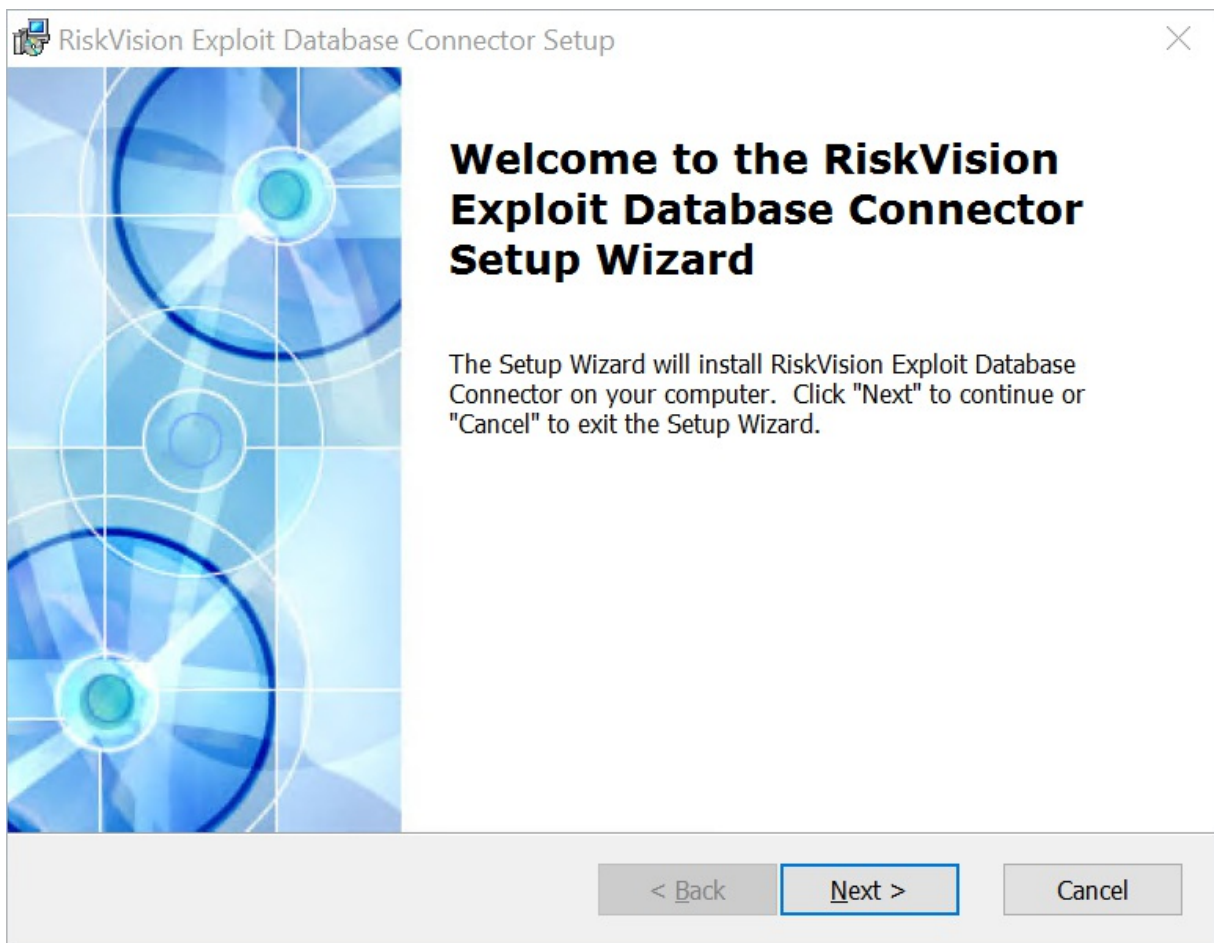 RiskVision Exploit Database Connector Setup
Welcome to the RiskVision
Exploit Database Connector
Setup Wizard
The Setup Wizard will install RiskVision Exploit Database
Connector on your computer.  Click "Next" to continue or
"Cancel" to exit the Setup Wizard.
< Back
Next >
Cancel